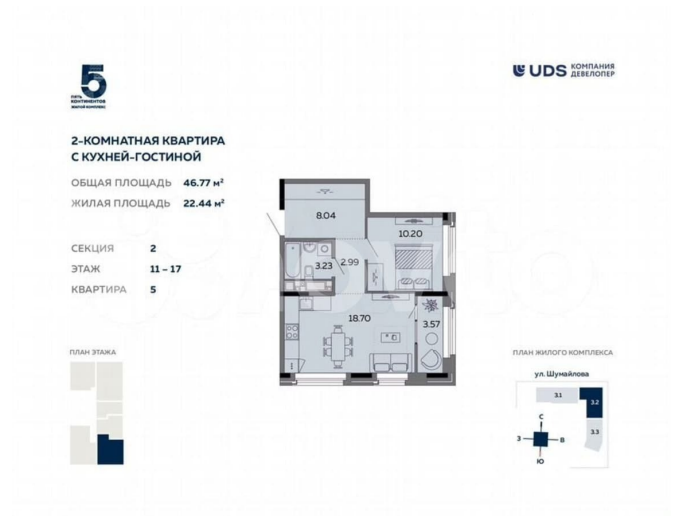 5
ПЯТЬ
КОНТИНЕНТОВ
ЖИЛОЙ КОМПЛЕКС
UDS КОМПАНИЯ
ДЕВЕЛОПЕР
2-КОМНАТНАЯ КВАРТИРА
С КУХНЕЙ-ГОСТИНОЙ
ОБЩАЯ ПЛОЩАДЬ 46.77 м²
ЖИЛАЯ ПЛОЩАДЬ 22.44 м²
СЕКЦИЯ 2
ЭТАЖ 11 – 17
КВАРТИРА 5
8.04
10.20
3.23
2.99
18.70
3.57
ПЛАН ЭТАЖА
ПЛАН ЖИЛОГО КОМПЛЕКСА
ул. Шумайлова
3.1
3.2
3.3
С
З
В
Ю